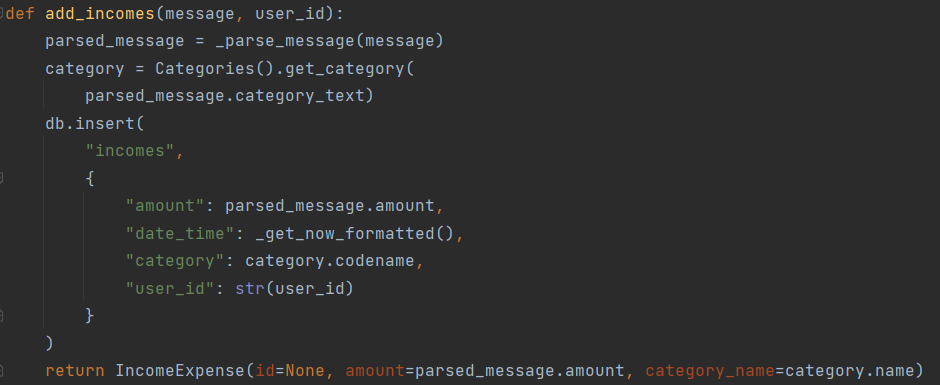 def add_incomes(message, user_id):
    parsed_message = _parse_message(message)
    category = Categories().get_category(
        parsed_message.category_text)
    db.insert(
        "incomes",
        {
            "amount": parsed_message.amount,
            "date_time": _get_now_formatted(),
            "category": category.codename,
            "user_id": str(user_id)
        }
    )
    return IncomeExpense(id=None, amount=parsed_message.amount, category_name=category.name)